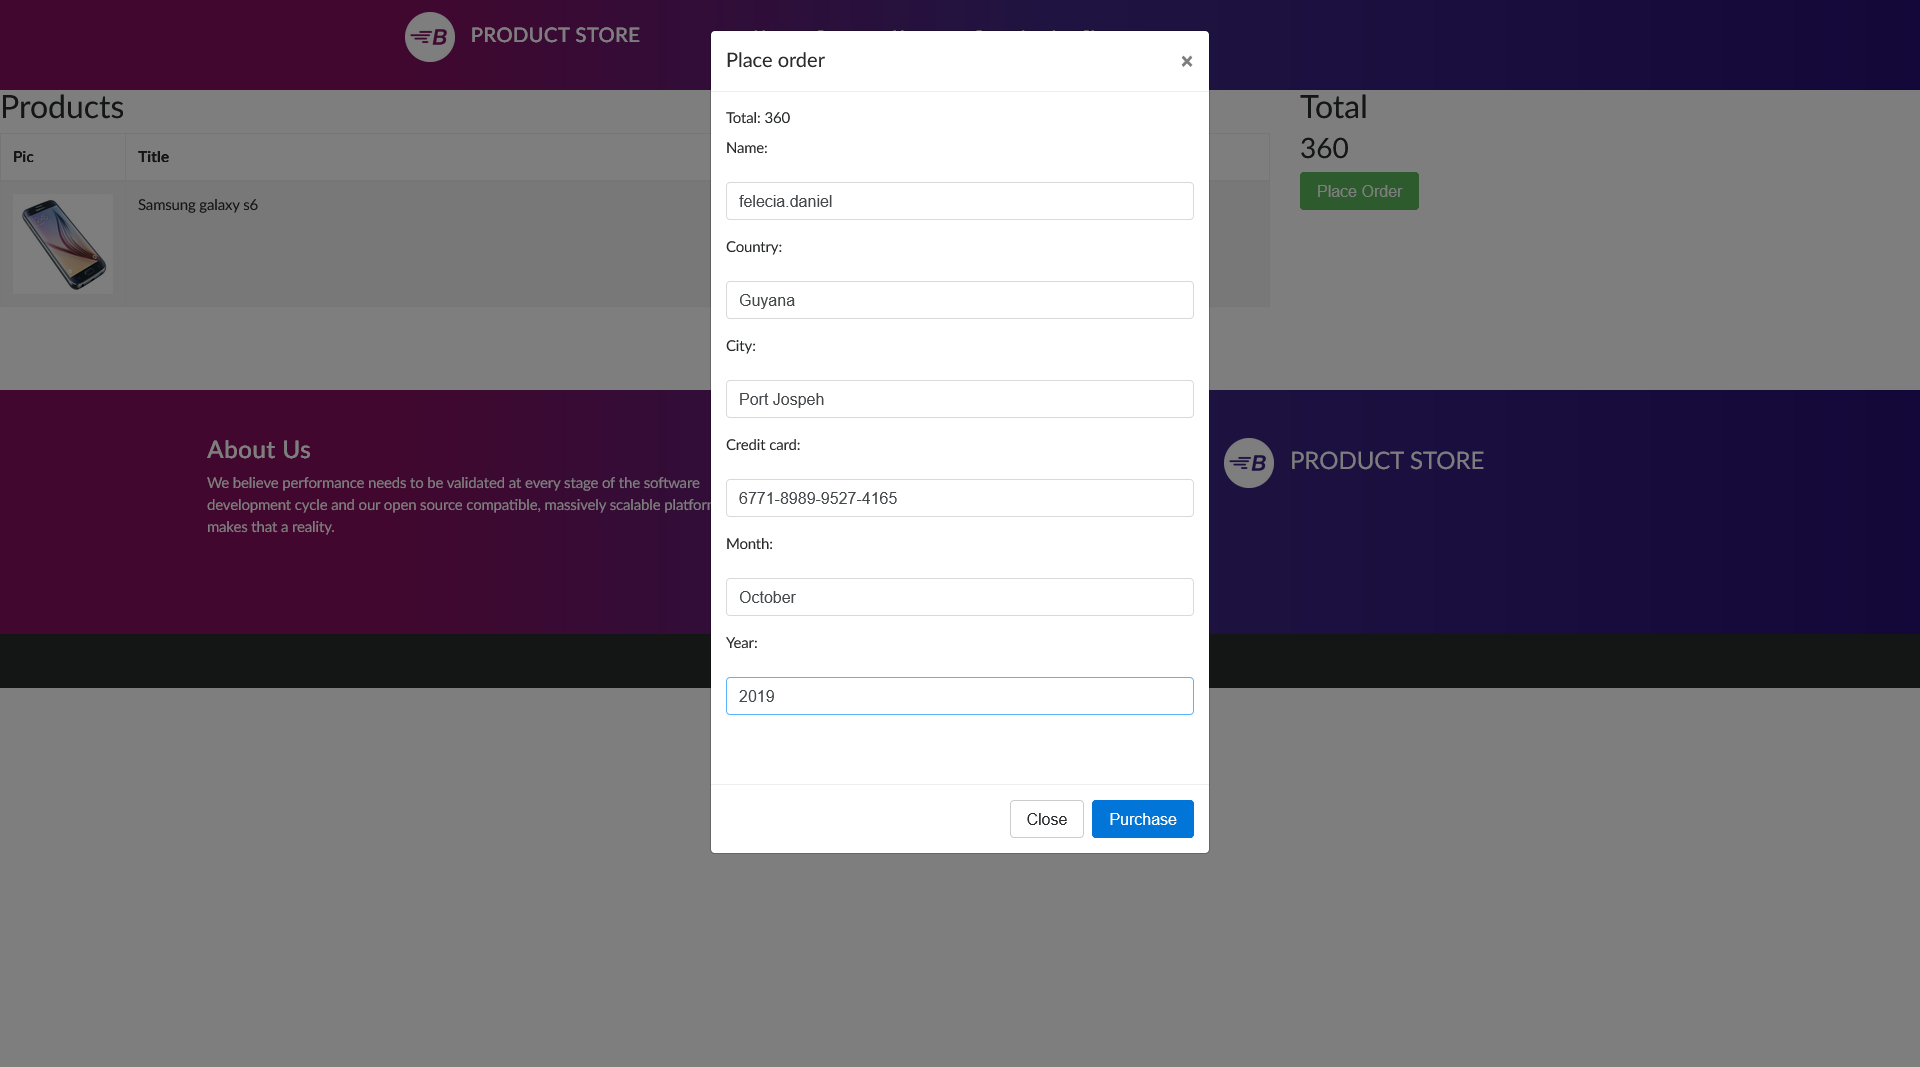 B PRODUCT STORE
Place order
×
Products
Pic
Title
Samsung galaxy s6
Total
360
Place Order
Total: 360
Name:
felecia.daniel
Country:
Guyana
City:
Port Jospeh
Credit card:
6771-8989-9527-4165
Month:
October
Year:
2019
Close
Purchase
About Us
We believe performance needs to be validated at every stage of the software
development cycle and our open source compatible, massively scalable
makes that a reality.
B PRODUCT STORE